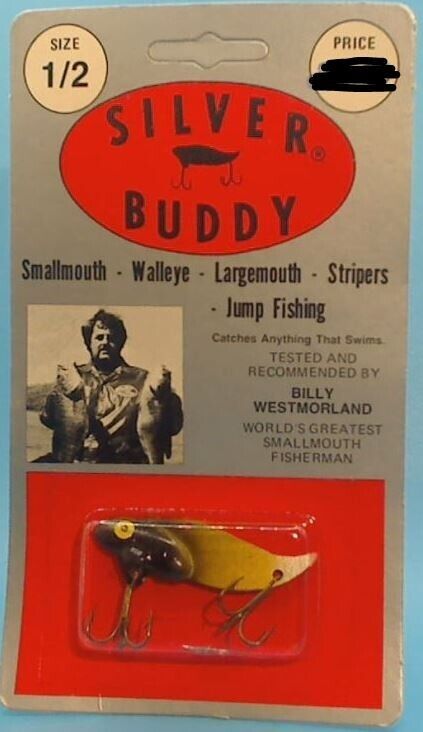 SIZE
1/2
PRICE
SILVER
BUDDY®
Smallmouth - Walleye - Largemouth - Stripers
- Jump Fishing
Catches Anything That Swims.
TESTED AND
RECOMMENDED BY
BILLY
WESTMORLAND
WORLD'S GREATEST
SMALLMOUTH
FISHERMAN